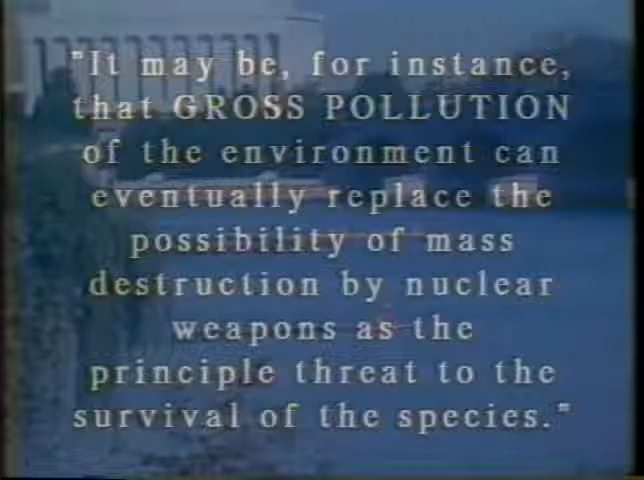 "It may be, for instance,
that GROSS POLLUTION
of the environment can
eventually replace the
possibility of mass
destruction by nuclear
weapons as the
principle threat to the
survival of the species."